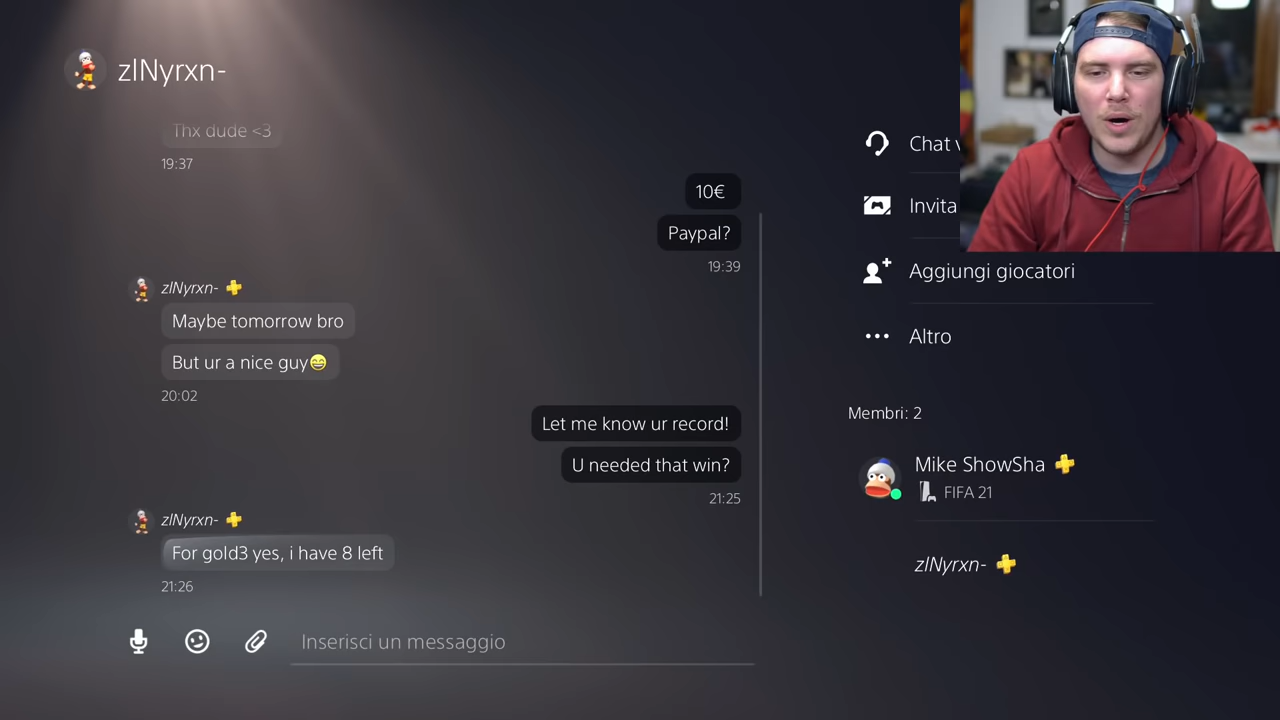 zlNyrxn-
Thx dude <3
19:37
10€
Paypal?
19:39
zlNyrxn-
Maybe tomorrow bro
But ur a nice guy😄
20:02
Let me know ur record!
U needed that win?
21:25
zlNyrxn-
For gold3 yes, i have 8 left
21:26
Inserisci un messaggio
Chat
Invita
Aggiungi giocatori
Altro
Membri: 2
Mike ShowSha
FIFA 21
zlNyrxn-